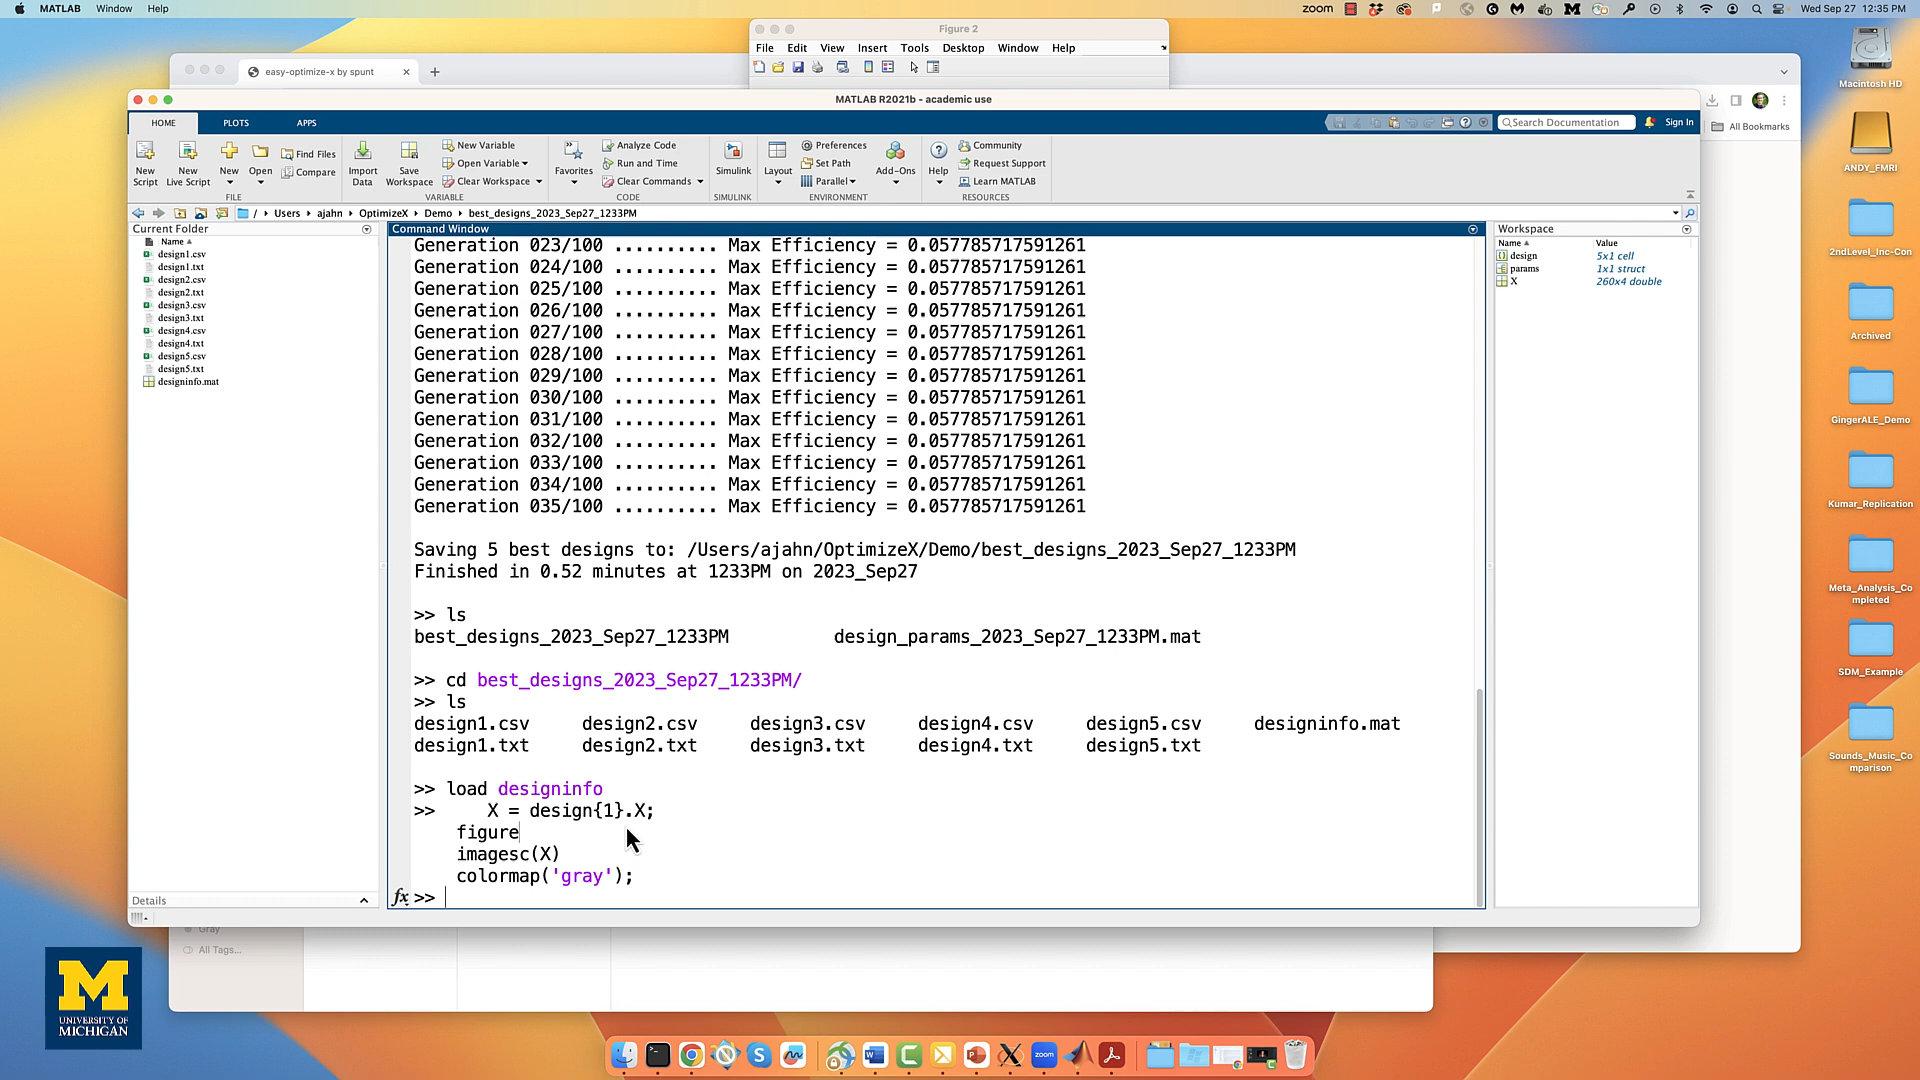 MATLAB Window Help
zoom
Wed Sep 27 12:35 PM
Figure 2
File Edit View Insert Tools Desktop Window Help
easy-optimize-x by spunt
MATLAB R2021b - academic use
All Bookmarks
HOME PLOTS APPS
Search Documentation
Sign In
New Script
New Live Script
New
Open
Find Files
Compare
FILE
Import Data
Save Workspace
New Variable
Open Variable
Clear Workspace
VARIABLE
Favorites
Analyze Code
Run and Time
Clear Commands
CODE
Simulink
SIMULINK
Layout
Preferences
Set Path
Parallel
ENVIRONMENT
Add-Ons
Help
Community
Request Support
Learn MATLAB
RESOURCES
/ Users ajahn OptimizeX Demo best_designs_2023_Sep27_1233PM
Current Folder
Name
design1.csv
design1.txt
design2.csv
design2.txt
design3.csv
design3.txt
design4.csv
design4.txt
design5.csv
design5.txt
designinfo.mat
Details
Command Window
Generation 023/100 .......... Max Efficiency = 0.057785717591261
Generation 024/100 .......... Max Efficiency = 0.057785717591261
Generation 025/100 .......... Max Efficiency = 0.057785717591261
Generation 026/100 .......... Max Efficiency = 0.057785717591261
Generation 027/100 .......... Max Efficiency = 0.057785717591261
Generation 028/100 .......... Max Efficiency = 0.057785717591261
Generation 029/100 .......... Max Efficiency = 0.057785717591261
Generation 030/100 .......... Max Efficiency = 0.057785717591261
Generation 031/100 .......... Max Efficiency = 0.057785717591261
Generation 032/100 .......... Max Efficiency = 0.057785717591261
Generation 033/100 .......... Max Efficiency = 0.057785717591261
Generation 034/100 .......... Max Efficiency = 0.057785717591261
Generation 035/100 .......... Max Efficiency = 0.057785717591261
Saving 5 best designs to: /Users/ajahn/OptimizeX/Demo/best_designs_2023_Sep27_1233PM
Finished in 0.52 minutes at 1233PM on 2023_Sep27
>> ls
best_designs_2023_Sep27_1233PM design_params_2023_Sep27_1233PM.mat
>> cd best_designs_2023_Sep27_1233PM/
>> ls
design1.csv design2.csv design3.csv design4.csv design5.csv designinfo.mat
design1.txt design2.txt design3.txt design4.txt design5.txt
>> load designinfo
>> X = design{1}.X;
figure
imagesc(X)
colormap('gray');
fx >>
Workspace
Name Value
design 5x1 cell
params 1x1 struct
X 260x4 double
Gray
All Tags...
Macintosh HD
ANDY_FMRI
2ndLevel_Inc-Con
Archived
GingerALE_Demo
Kumar_Replication
Meta_Analysis_Completed
SDM_Example
Sounds_Music_Comparison
M
UNIVERSITY OF
MICHIGAN
zoom